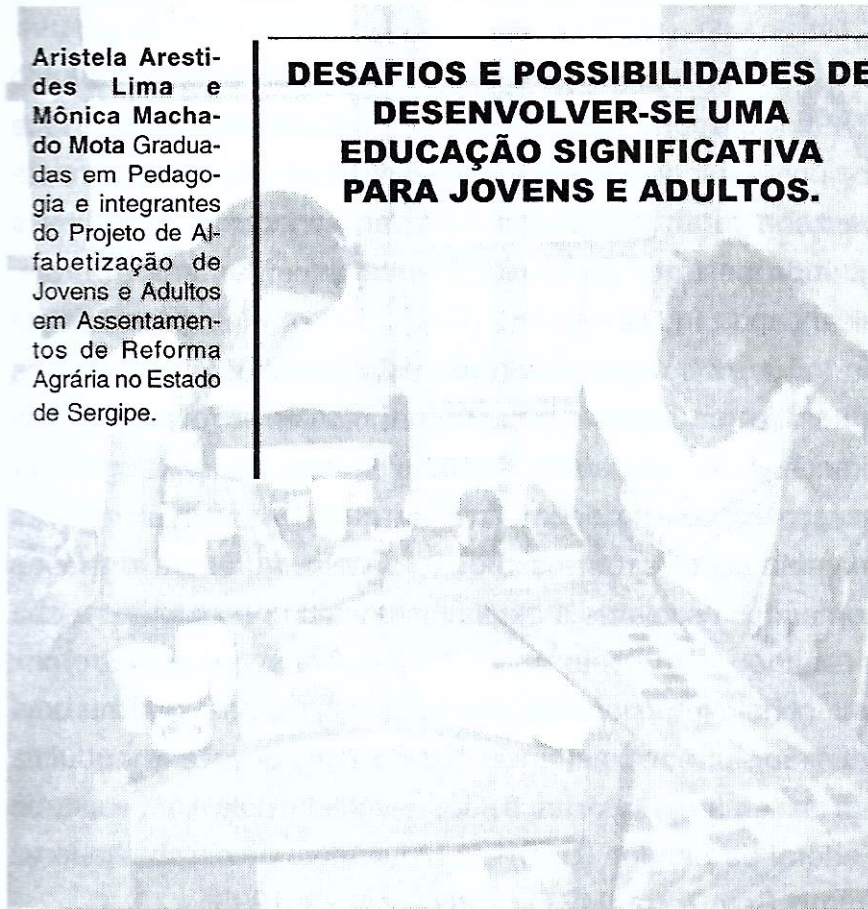 Aristela Aresti-
des Lima e
Mônica Macha-
do Mota Gradua-
das em Pedago-
gia e integrantes
do Projeto de Al-
fabetização de
Jovens e Adultos
em Assentamen-
tos de Reforma
Agrária no Estado
de Sergipe.
DESAFIOS E POSSIBILIDADES DE
DESENVOLVER-SE UMA
EDUCAÇÃO SIGNIFICATIVA
PARA JOVENS E ADULTOS.